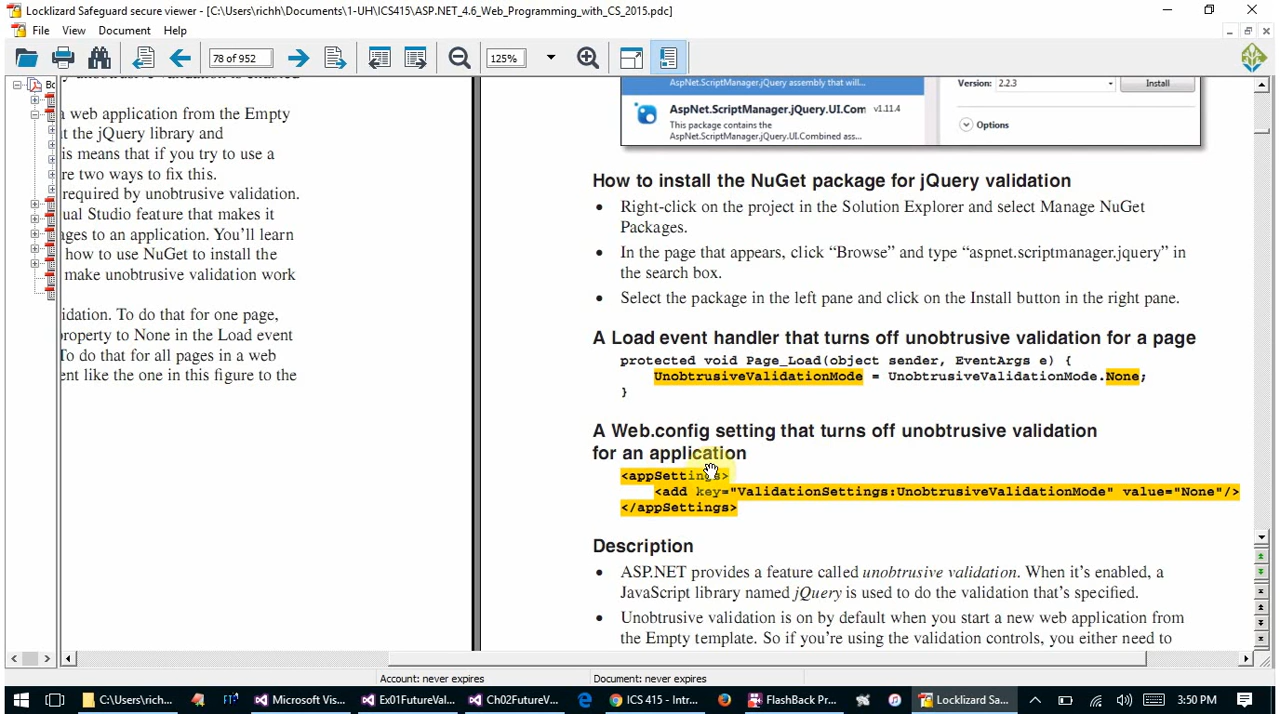 Locklizard Safeguard secure viewer - [C:\Users\richh\Documents\1-UH\ICS415\ASP.NET_4.6_Web_Programming_with_CS_2015.pdc]
File View Document Help
78 of 952
125%
a web application from the Empty
t the jQuery library and
is means that if you try to use a
re two ways to fix this.
required by unobtrusive validation.
ual Studio feature that makes it
ges to an application. You'll learn
how to use NuGet to install the
make unobtrusive validation work
idation. To do that for one page,
property to None in the Load event
To do that for all pages in a web
ent like the one in this figure to the
AspNet.ScriptManager.jQuery assembly that will...
Version: 2.2.3
Install
AspNet.ScriptManager.jQuery.UI.Com v1.11.4
This package contains the
AspNet.ScriptManager.jQuery.UI.Combined ass...
Options
How to install the NuGet package for jQuery validation
• Right-click on the project in the Solution Explorer and select Manage NuGet
Packages.
• In the page that appears, click “Browse” and type “aspnet.scriptmanager.jquery” in
the search box.
• Select the package in the left pane and click on the Install button in the right pane.
A Load event handler that turns off unobtrusive validation for a page
protected void Page_Load(object sender, EventArgs e) {
UnobtrusiveValidationMode = UnobtrusiveValidationMode.None;
}
A Web.config setting that turns off unobtrusive validation
for an application
<appSettings>
<add key="ValidationSettings:UnobtrusiveValidationMode" value="None"/>
</appSettings>
Description
• ASP.NET provides a feature called unobtrusive validation. When it's enabled, a
JavaScript library named jQuery is used to do the validation that's specified.
• Unobtrusive validation is on by default when you start a new web application from
the Empty template. So if you're using the validation controls, you either need to
Account: never expires
Document: never expires
C:\Users\rich...
Microsoft Vis...
Ex01FutureVal...
Ch02FutureV...
ICS 415 - Intr...
FlashBack Pr...
Locklizard Sa...
3:50 PM